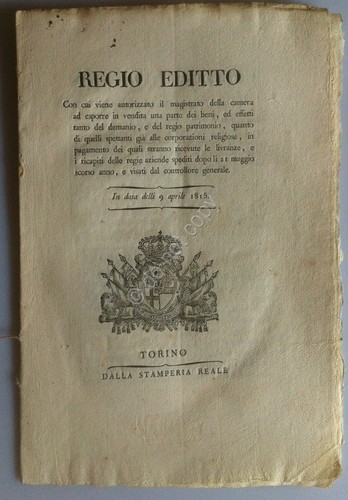 REGIO EDITTO
Con cui viene autorizzato il magistrato della camera
ad esporre in vendita una parte dei beni, ed effetti
tanto del demanio, e del regio patrimonio, quanto
di quelli spettanti già alle corporazioni religiose, in
pagamento dei quali saranno ricevute le livranze, e
i ricapiti delle regie aziende spediti dopo li 21 maggio
scorso anno, e visati dal controllore generale.
In data delli 9 aprile 1815.
TORINO
DALLA STAMPERIA REALE